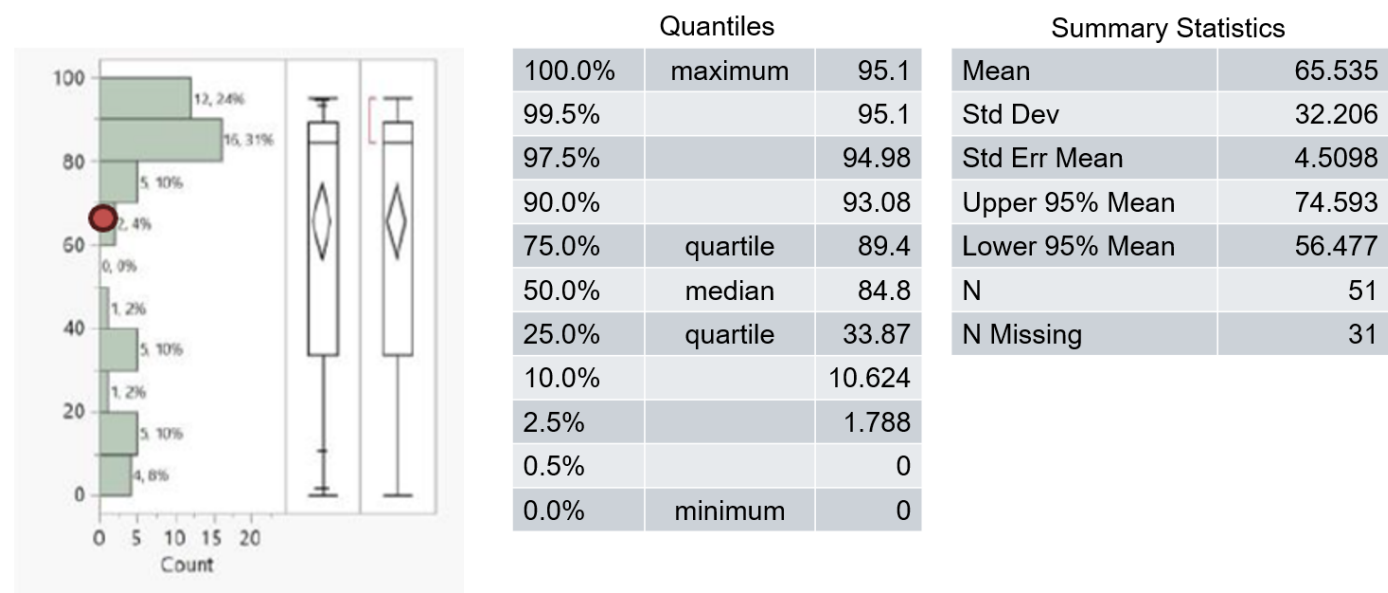 100
80
60
40
20
0
12, 24%
16, 31%
5, 10%
2, 4%
0, 0%
1, 2%
5, 10%
1, 2%
5, 10%
4, 8%
0 5 10 15 20
Count
Quantiles
100.0% maximum 95.1
99.5% 95.1
97.5% 94.98
90.0% 93.08
75.0% quartile 89.4
50.0% median 84.8
25.0% quartile 33.87
10.0% 10.624
2.5% 1.788
0.5% 0
0.0% minimum 0
Summary Statistics
Mean 65.535
Std Dev 32.206
Std Err Mean 4.5098
Upper 95% Mean 74.593
Lower 95% Mean 56.477
N 51
N Missing 31